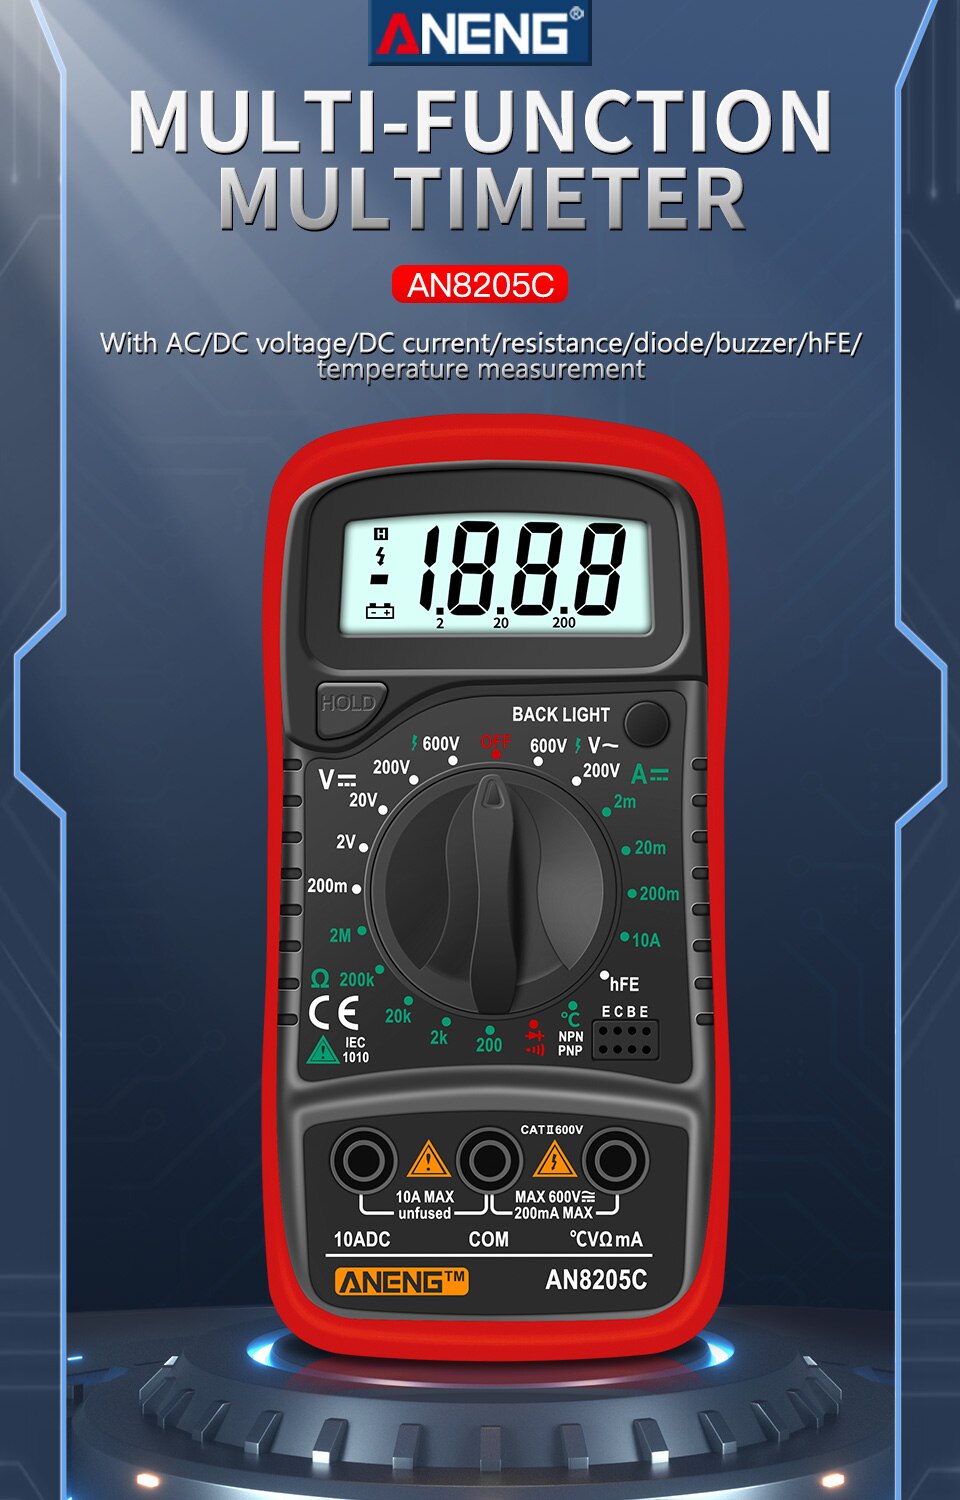 ANENG®
MULTI-FUNCTION
MULTIMETER
AN8205C
With AC/DC voltage/DC current/resistance/diode/buzzer/hFE/
temperature measurement
H
1.8.8.8
2 20 200
HOLD
BACK LIGHT
600V OFF 600V V~
200V 200V A
V
20V 2m
2V 20m
200m 200m
2M 10A
Ω 200k hFE
20k °C E C B E
CE
2k 200 NPN
IEC
1010 PNP
CATⅡ600V
10A MAX MAX 600V
unfused 200mA MAX
10ADC COM °CVΩmA
ANENG™ AN8205C